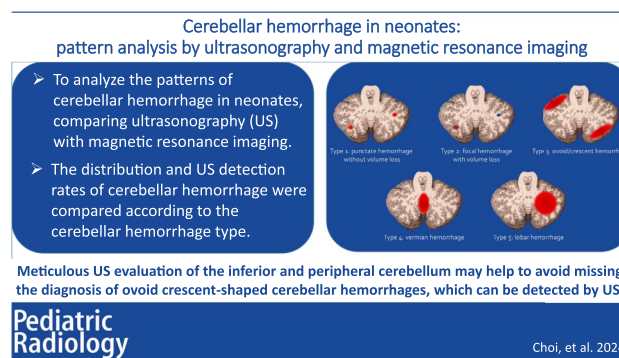 Cerebellar hemorrhage in neonates:
pattern analysis by ultrasonography and magnetic resonance imaging
➢ To analyze the patterns of
cerebellar hemorrhage in neonates,
comparing ultrasonography (US)
with magnetic resonance imaging.
➢ The distribution and US detection
rates of cerebellar hemorrhage were
compared according to the
cerebellar hemorrhage type.
Type 1: punctate hemorrhage
without volume loss
Type 2: focal hemorrhage
with volume loss
Type 3: ovoid/crescent hemorrh
Type 4: vermian hemorrhage
Type 5: lobar hemorrhage
Meticulous US evaluation of the inferior and peripheral cerebellum may help to avoid missing
the diagnosis of ovoid crescent-shaped cerebellar hemorrhages, which can be detected by US
Pediatric
Radiology
Choi, et al. 202